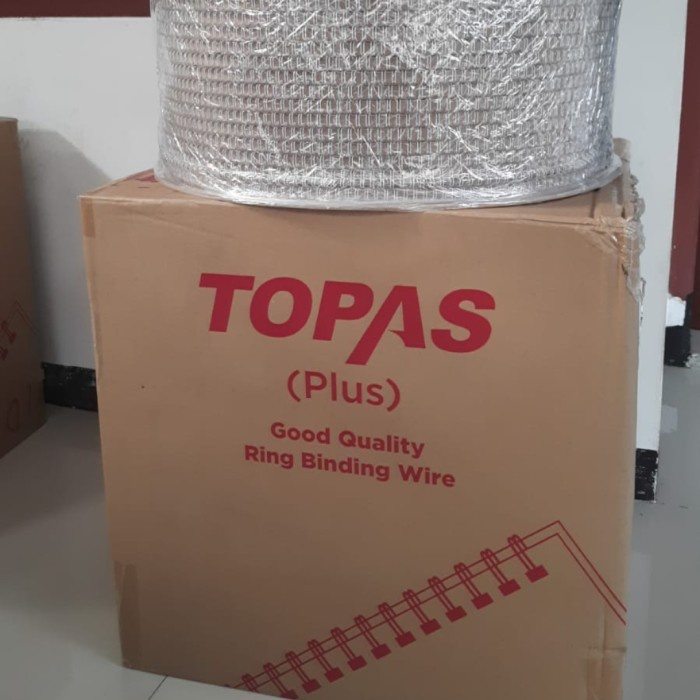 TOPAS
(Plus)
Good Quality
Ring Binding Wire